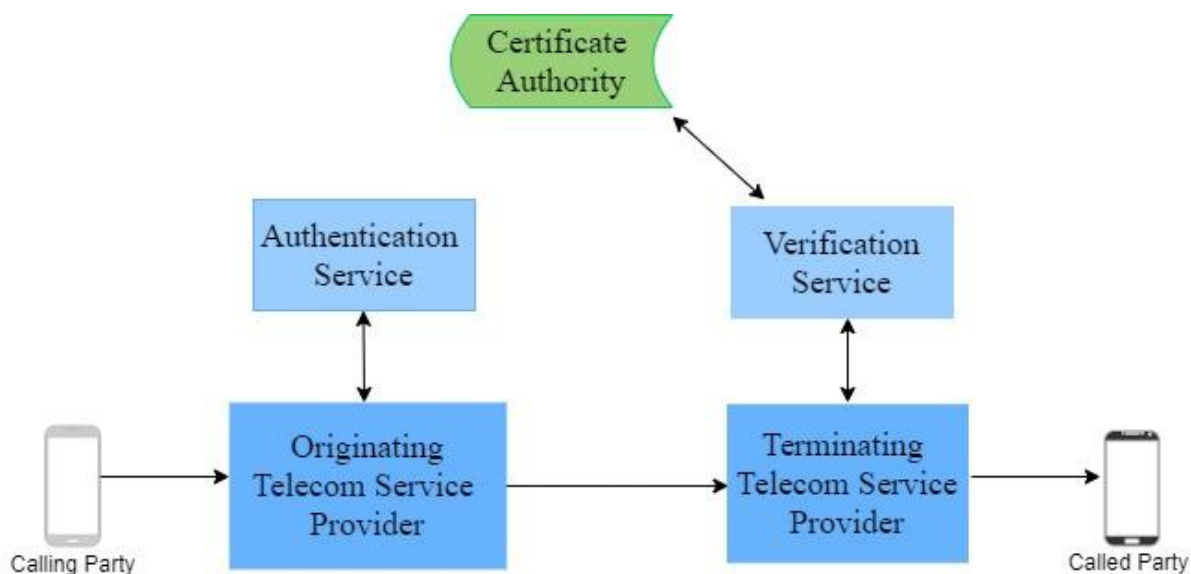 Certificate
Authority
Authentication
Service
Verification
Service
Originating
Telecom Service
Provider
Terminating
Telecom Service
Provider
Calling Party
Called Party